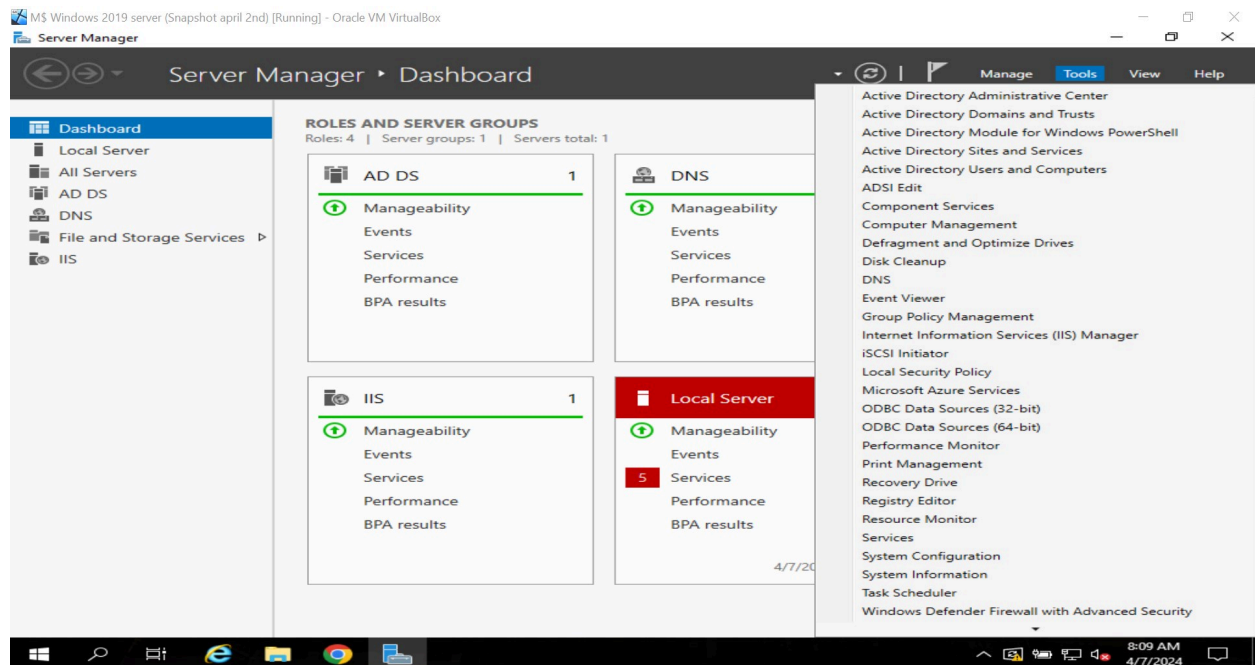 M$ Windows 2019 server (Snapshot april 2nd) [Running] - Oracle VM VirtualBox
Server Manager
Server Manager ‣ Dashboard
Manage Tools View Help
Dashboard
Local Server
All Servers
AD DS
DNS
File and Storage Services
IIS
ROLES AND SERVER GROUPS
Roles: 4 | Server groups: 1 | Servers total: 1
AD DS 1
Manageability
Events
Services
Performance
BPA results
DNS
Manageability
Events
Services
Performance
BPA results
IIS 1
Manageability
Events
Services
Performance
BPA results
Local Server
Manageability
Events
5 Services
Performance
BPA results
4/7/20
Active Directory Administrative Center
Active Directory Domains and Trusts
Active Directory Module for Windows PowerShell
Active Directory Sites and Services
Active Directory Users and Computers
ADSI Edit
Component Services
Computer Management
Defragment and Optimize Drives
Disk Cleanup
DNS
Event Viewer
Group Policy Management
Internet Information Services (IIS) Manager
iSCSI Initiator
Local Security Policy
Microsoft Azure Services
ODBC Data Sources (32-bit)
ODBC Data Sources (64-bit)
Performance Monitor
Print Management
Recovery Drive
Registry Editor
Resource Monitor
Services
System Configuration
System Information
Task Scheduler
Windows Defender Firewall with Advanced Security
8:09 AM
4/7/2024